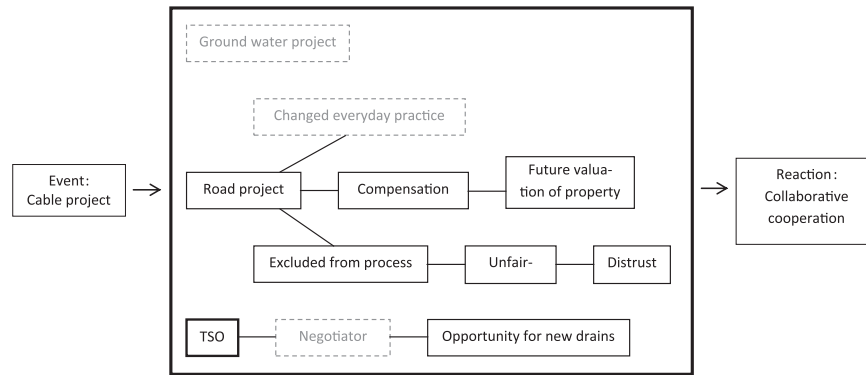 Ground water project
Changed everyday practice
Event:
Cable project
Road project
Compensation
Future valua-
tion of property
Reaction:
Collaborative
cooperation
Excluded from process
Unfair-
Distrust
TSO
Negotiator
Opportunity for new drains